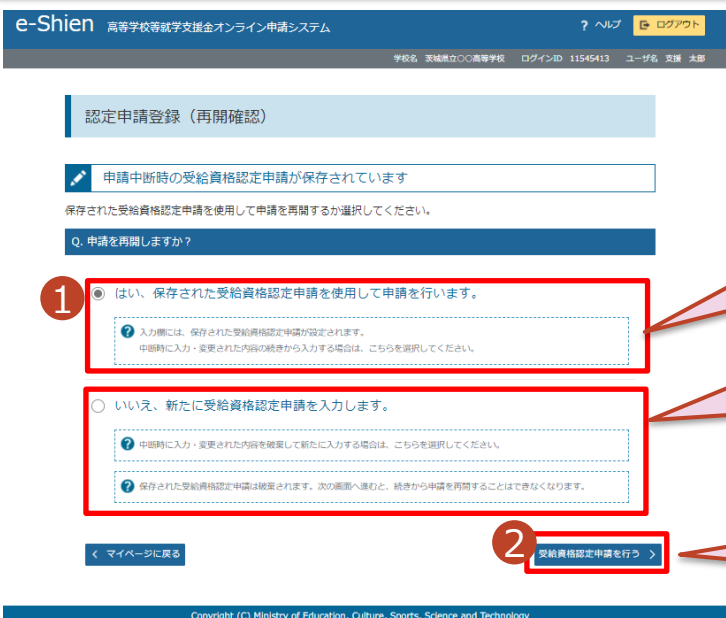 e-Shien 高等学校等就学支援金オンライン申請システム
? ヘルプ
ログアウト
学校名 茨城県立○○高等学校 ログインID 11545413 ユーザ名 支援 太郎
認定申請登録（再開確認）
申請中断時の受給資格認定申請が保存されています
保存された受給資格認定申請を使用して申請を再開するか選択してください。
Q. 申請を再開しますか？
1
はい、保存された受給資格認定申請を使用して申請を行います。
? 入力欄には、保存された受給資格認定申請が設定されます。
中断時に入力・変更された内容の続きから入力する場合は、こちらを選択してください。
いいえ、新たに受給資格認定申請を入力します。
? 中断時に入力・変更された内容を破棄して新たに入力する場合は、こちらを選択してください。
? 保存された受給資格認定申請は破棄されます。次の画面へ進むと、続きから申請を再開することはできなくなります。
マイページに戻る
2
受給資格認定申請を行う
Copyright (C) Ministry of Education, Culture, Sports, Science and Technology